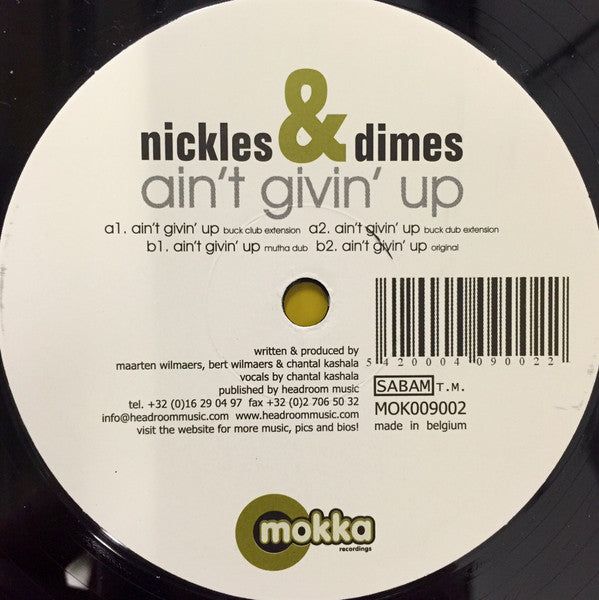 nickles & dimes
ain't givin' up
a1. ain't givin' up buck club extension a2. ain't givin' up buck dub extension
b1. ain't givin' up mutha dub b2. ain't givin' up original
written & produced by
maarten wilmaers, bert wilmaers & chantal kashala
vocals by chantal kashala
published by headroom music
tel. +32 (0)16 29 04 97 fax +32 (0)2 706 50 32
info@headroommusic.com www.headroommusic.com
visit the website for more music, pics and bios!
5 420004 090022
SABAM T.M.
MOK009002
made in belgium
mokka
recordings